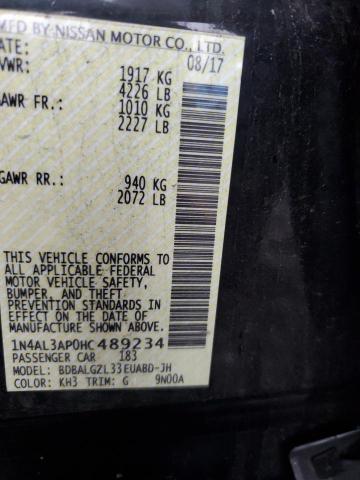 MFD BY NISSAN MOTOR CO., LTD.
DATE: 08/17
VWR: 1917 KG
4226 LB
GAWR FR.: 1010 KG
2227 LB
GAWR RR.: 940 KG
2072 LB
THIS VEHICLE CONFORMS TO
ALL APPLICABLE FEDERAL
MOTOR VEHICLE SAFETY,
BUMPER, AND THEFT
PREVENTION STANDARDS IN
EFFECT ON THE DATE OF
MANUFACTURE SHOWN ABOVE.
1N4AL3AP0HC489234
PASSENGER CAR 183
MODEL: BDBALGZL33EUABD-JH
COLOR: KH3 TRIM: G 9N00A